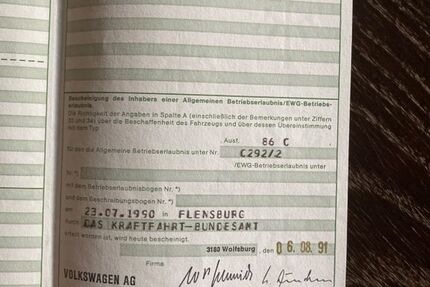 Bescheinigung des Inhabers einer Allgemeinen Betriebserlaubnis/EWG-Betriebs-
erlaubnis.
Die Richtigkeit der Angaben in Spalte A (einschließlich der Bemerkungen unter Ziffern
33 und 34) über die Beschaffenheit des Fahrzeugs und über dessen Übereinstimmung
mit dem Typ
Ausf. 86 C
für den die Allgemeine Betriebserlaubnis unter Nr. C292/2
/EWG-Betriebserlaubnis unter
Nr. *)
mit dem Betriebserlaubnisbogen Nr. *)
und dem Beschreibungsbogen Nr. *)
am 23.07.1990 in FLENSBURG
durch DAS KRAFTFAHRT-BUNDESAMT
erteilt worden ist, wird heute bescheinigt.
3180 Wolfsburg, 06.08.91
Firma
VOLKSWAGEN AG